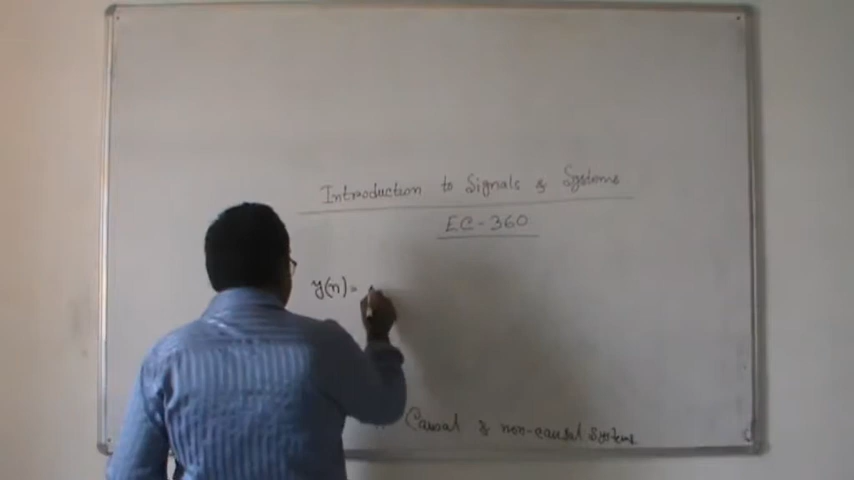 Introduction to Signals & Systems
EC-360
y(n)=
Causal & non-causal Systems